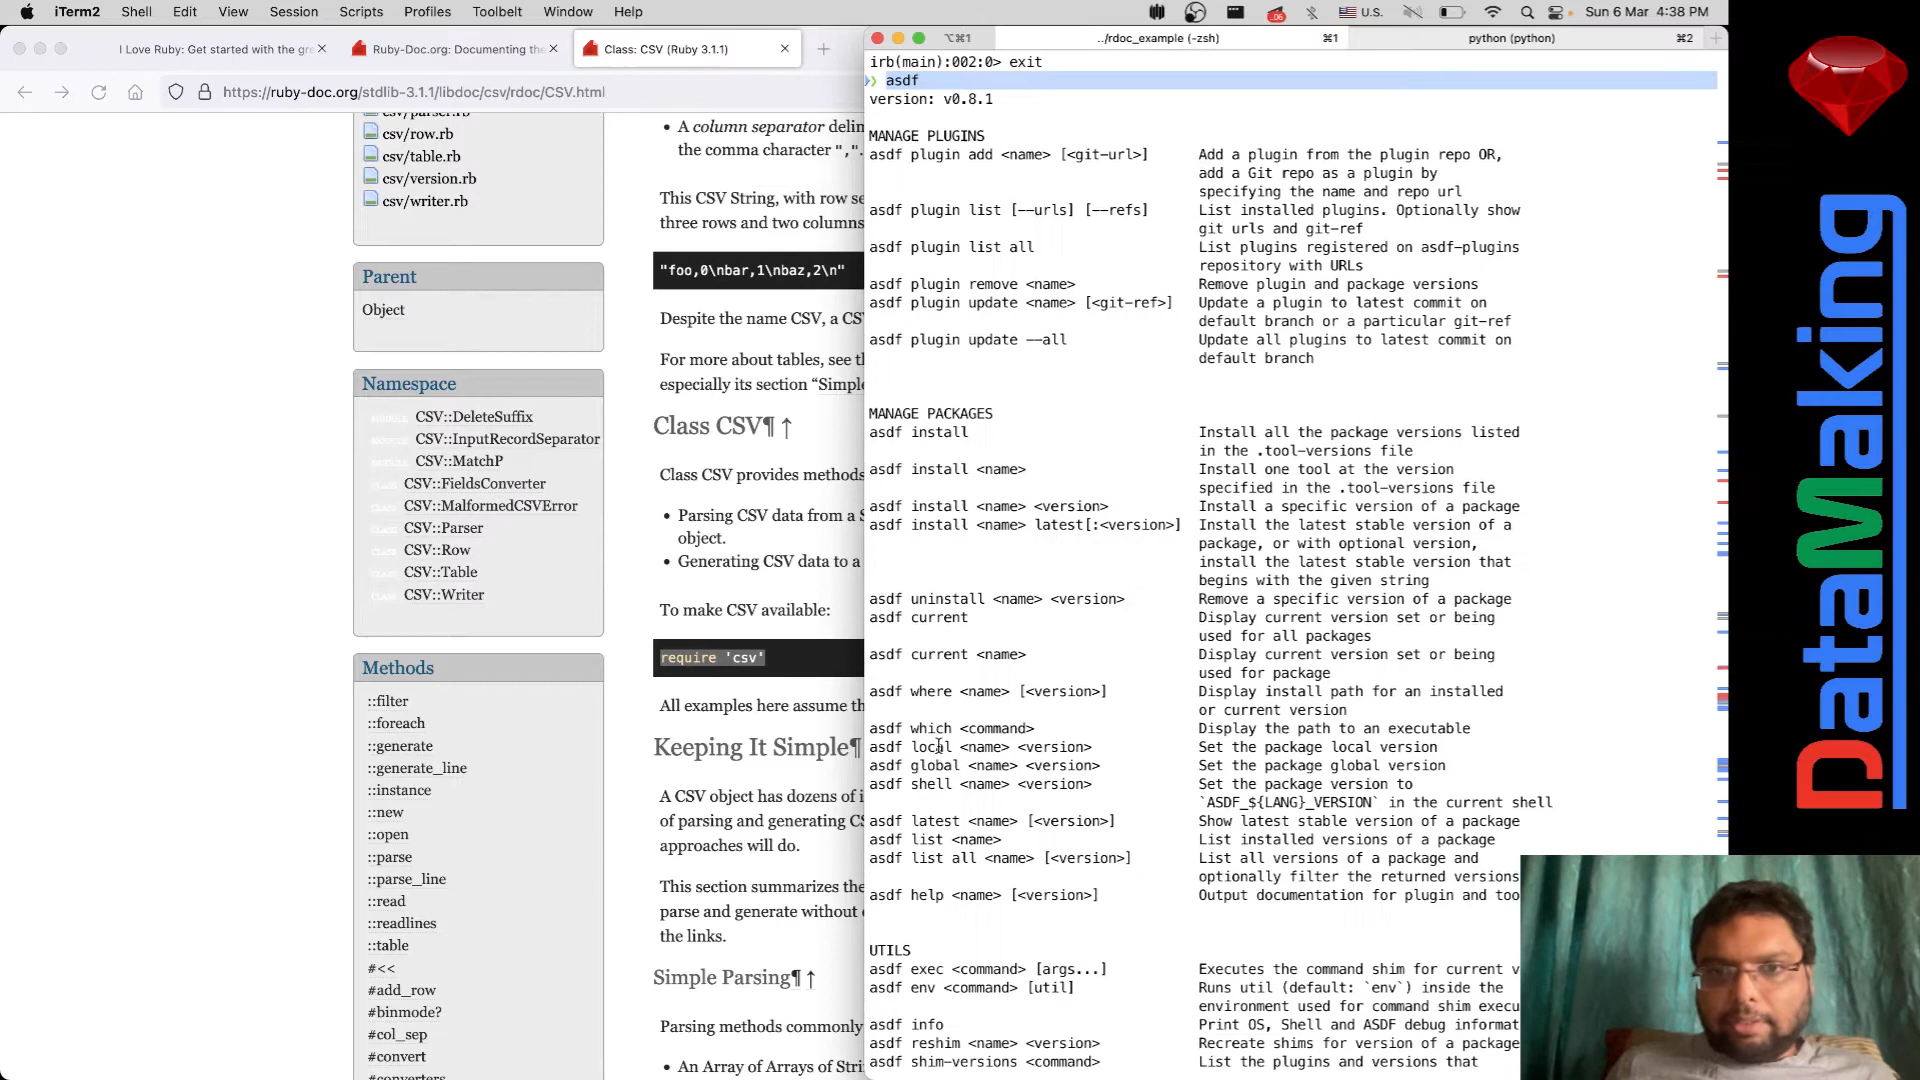 iTerm2 Shell Edit View Session Scripts Profiles Toolbelt Window Help
.06 U.S. Sun 6 Mar 4:38 PM
I Love Ruby: Get started with the gre
Ruby-Doc.org: Documenting the
Class: CSV (Ruby 3.1.1)
https://ruby-doc.org/stdlib-3.1.1/libdoc/csv/rdoc/CSV.html
csv/parser.rb
csv/row.rb
csv/table.rb
csv/version.rb
csv/writer.rb
Parent
Object
Namespace
CSV::DeleteSuffix
CSV::InputRecordSeparator
CSV::MatchP
CSV::FieldsConverter
CSV::MalformedCSVError
CSV::Parser
CSV::Row
CSV::Table
CSV::Writer
Methods
::filter
::foreach
::generate
::generate_line
::instance
::new
::open
::parse
::parse_line
::read
::readlines
::table
#<<
#add_row
#binmode?
#col_sep
#convert
#converters
• A column separator delin
the comma character ",".
This CSV String, with row se
three rows and two columns
"foo,0\nbar,1\nbaz,2\n"
Despite the name CSV, a CS
For more about tables, see th
especially its section “Simple
Class CSV¶ ↑
Class CSV provides methods
• Parsing CSV data from a S
object.
• Generating CSV data to a
To make CSV available:
require 'csv'
All examples here assume th
Keeping It Simple¶
A CSV object has dozens of i
of parsing and generating CS
approaches will do.
This section summarizes the
parse and generate without
the links.
Simple Parsing¶ ↑
Parsing methods commonly
• An Array of Arrays of Strin
⌥⌘1 ../rdoc_example (-zsh) ⌘1 python (python) ⌘2
irb(main):002:0> exit
❯ asdf
version: v0.8.1
MANAGE PLUGINS
asdf plugin add <name> [<git-url>] Add a plugin from the plugin repo OR,
add a Git repo as a plugin by
specifying the name and repo url
asdf plugin list [--urls] [--refs] List installed plugins. Optionally show
git urls and git-ref
asdf plugin list all List plugins registered on asdf-plugins
repository with URLs
asdf plugin remove <name> Remove plugin and package versions
asdf plugin update <name> [<git-ref>] Update a plugin to latest commit on
default branch or a particular git-ref
asdf plugin update --all Update all plugins to latest commit on
default branch
MANAGE PACKAGES
asdf install Install all the package versions listed
in the .tool-versions file
asdf install <name> Install one tool at the version
specified in the .tool-versions file
asdf install <name> <version> Install a specific version of a package
asdf install <name> latest[:<version>] Install the latest stable version of a
package, or with optional version,
install the latest stable version that
begins with the given string
asdf uninstall <name> <version> Remove a specific version of a package
asdf current Display current version set or being
used for all packages
asdf current <name> Display current version set or being
used for package
asdf where <name> [<version>] Display install path for an installed
or current version
asdf which <command> Display the path to an executable
asdf local <name> <version> Set the package local version
asdf global <name> <version> Set the package global version
asdf shell <name> <version> Set the package version to
`ASDF_${LANG}_VERSION` in the current shell
asdf latest <name> [<version>] Show latest stable version of a package
asdf list <name> List installed versions of a package
asdf list all <name> [<version>] List all versions of a package and
optionally filter the returned versions
asdf help <name> [<version>] Output documentation for plugin and too
UTILS
asdf exec <command> [args...] Executes the command shim for current v
asdf env <command> [util] Runs util (default: `env`) inside the
environment used for command shim execu
asdf info Print OS, Shell and ASDF debug informat
asdf reshim <name> <version> Recreate shims for version of a package
asdf shim-versions <command> List the plugins and versions that
DataMaking